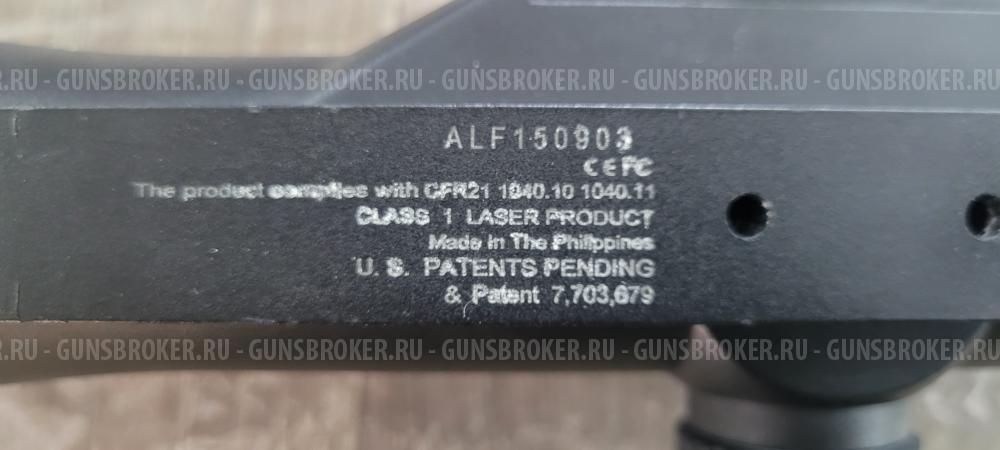 .RU - GUNSBROKER.RU - GUNSBROKER.RU - GUNSBROKER.RU - GUNSBROKER.RU - GUNSBROKER.RU -
ALF150903
CE FC
The product complies with CFR21 1040.10 1040.11
CLASS 1 LASER PRODUCT
Made In The Philippines
U. S. PATENTS PENDING
& Patent 7,703,679
.RU - GUNSBROKER.RU - GUNSBROKER.RU - GUNSBROKER.RU - GUNSBROKER.RU - GUNSBROKER.RU -